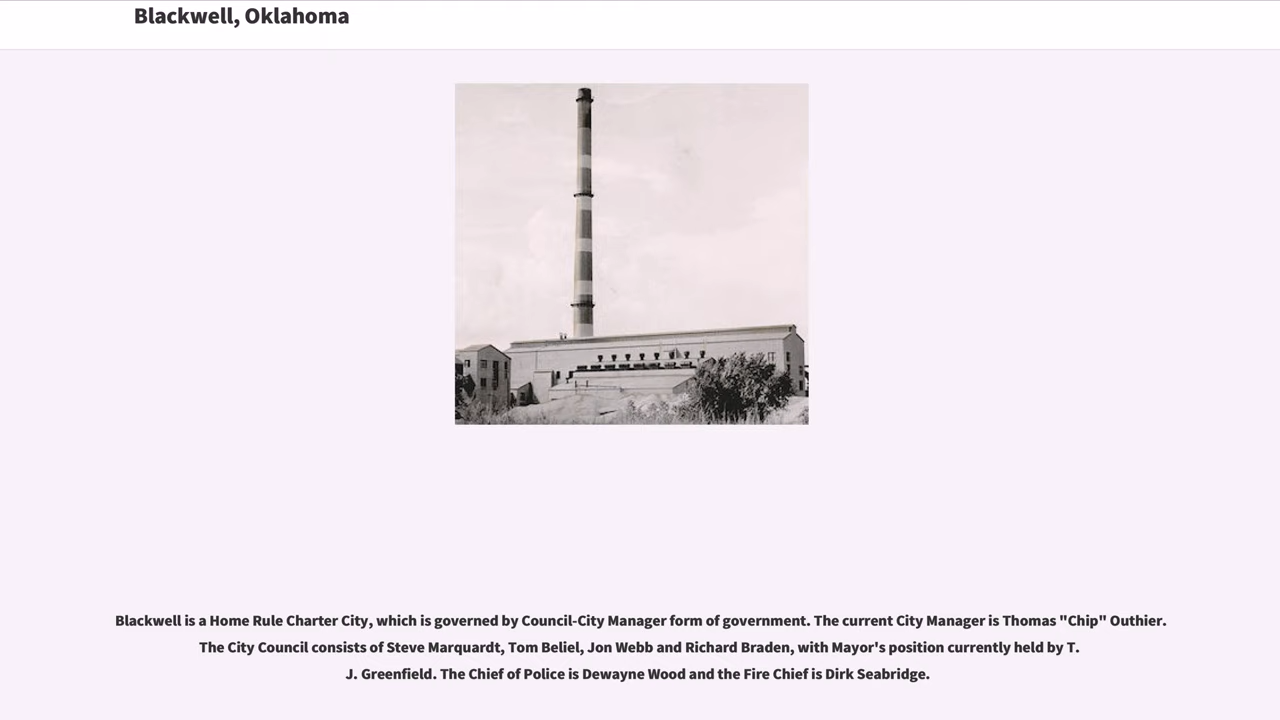 Blackwell, Oklahoma
Blackwell is a Home Rule Charter City, which is governed by Council-City Manager form of government. The current City Manager is Thomas "Chip" Outhier.
The City Council consists of Steve Marquardt, Tom Beliel, Jon Webb and Richard Braden, with Mayor's position currently held by T.
J. Greenfield. The Chief of Police is Dewayne Wood and the Fire Chief is Dirk Seabridge.